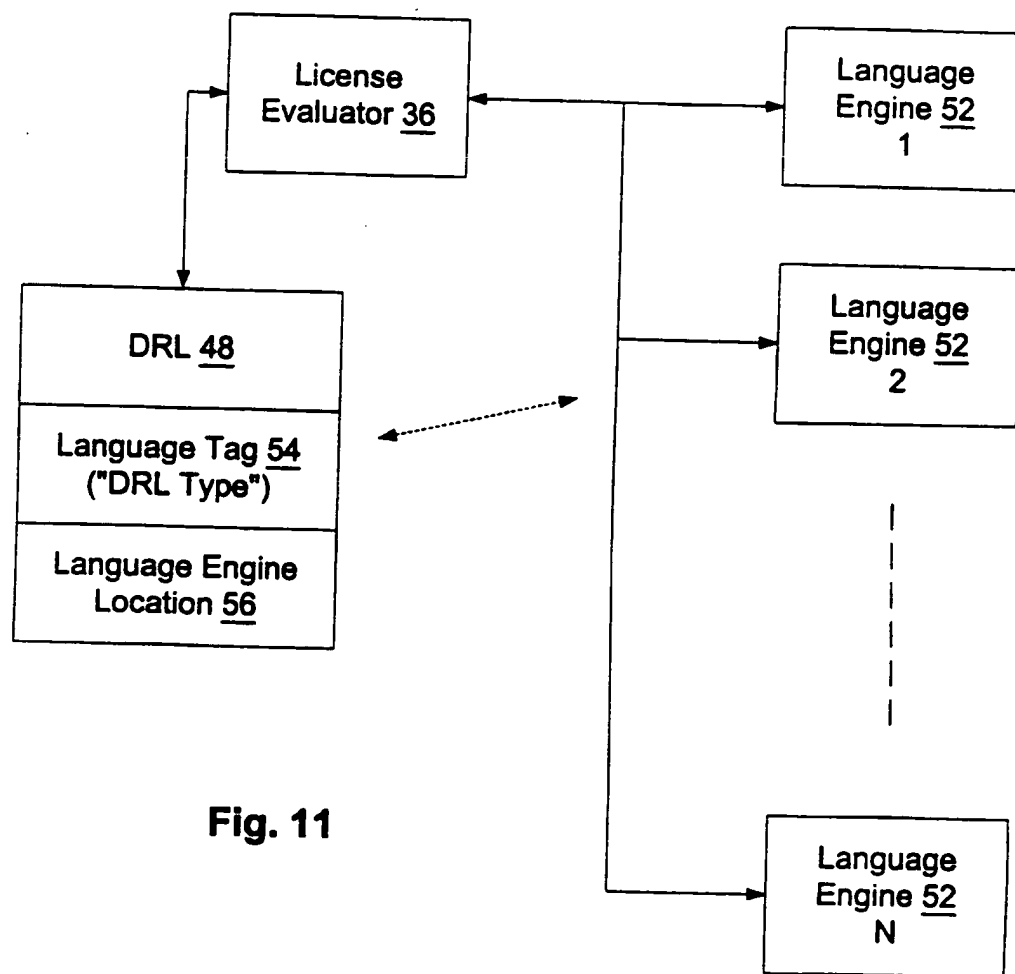 License
Evaluator 36
Language
Engine 52
1
DRL 48
Language Tag 54
("DRL Type")
Language Engine
Location 56
Language
Engine 52
2
Language
Engine 52
N
Fig. 11